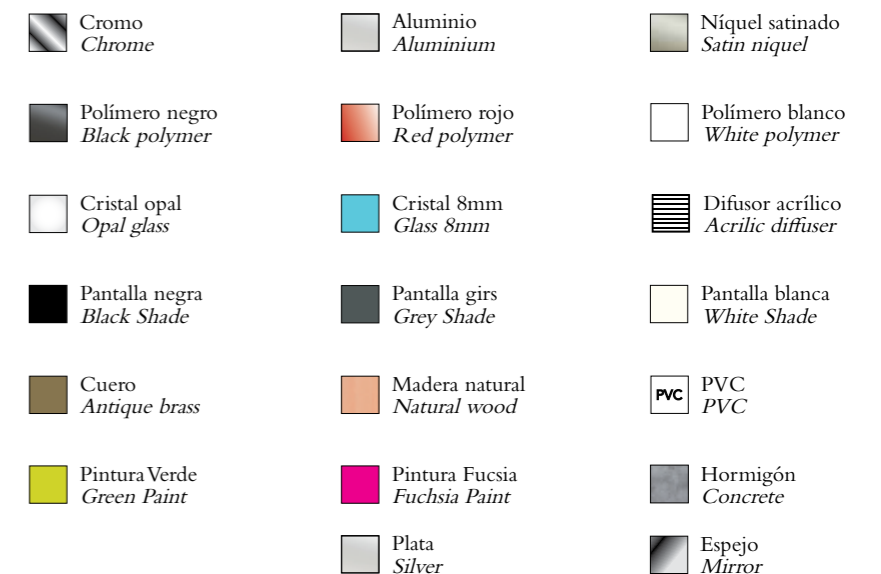 Cromo
Chrome
Aluminio
Aluminium
Níquel satinado
Satin niquel
Polímero negro
Black polymer
Polímero rojo
Red polymer
Polímero blanco
White polymer
Cristal opal
Opal glass
Cristal 8mm
Glass 8mm
Difusor acrílico
Acrilic diffuser
Pantalla negra
Black Shade
Pantalla girs
Grey Shade
Pantalla blanca
White Shade
Cuero
Antique brass
Madera natural
Natural wood
PVC
PVC
PVC
Pintura Verde
Green Paint
Pintura Fucsia
Fuchsia Paint
Hormigón
Concrete
Plata
Silver
Espejo
Mirror